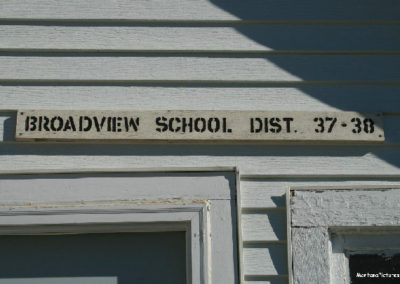 BROADVIEW SCHOOL DIST. 37-38
MontanaPictures